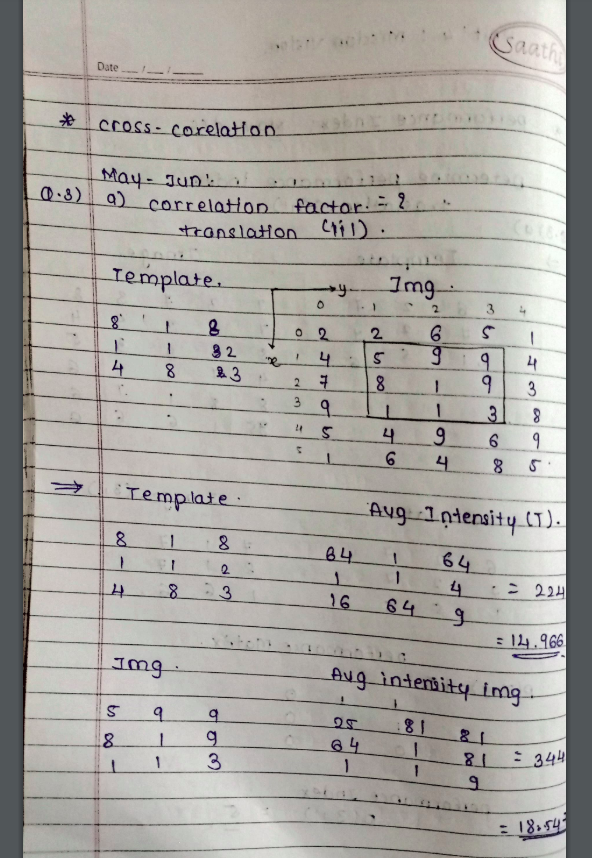 Saathi
Date __/__/____
* cross-corelation
May-Jun:
Q.3) a) correlation factor = ?
translation (1,1).
Template. Img.
→ y
0 1 2 3 4
8 1 8 0 2 2 6 5 1
1 1 2 x 1 4 5 9 9 4
4 8 3 2 7 8 1 9 3
3 9 1 1 3 8
4 5 4 9 6 9
5 1 6 4 8 5
⇒ Template. Avg Intensity (T).
8 1 8 64 1 64
1 1 2 1 1 4 = 224
4 8 3 16 64 9
= 14.966
Img. Avg intensity img.
5 9 9 25 81 81
8 1 9 64 1 81 = 344
1 1 3 1 1 9
= 18.54